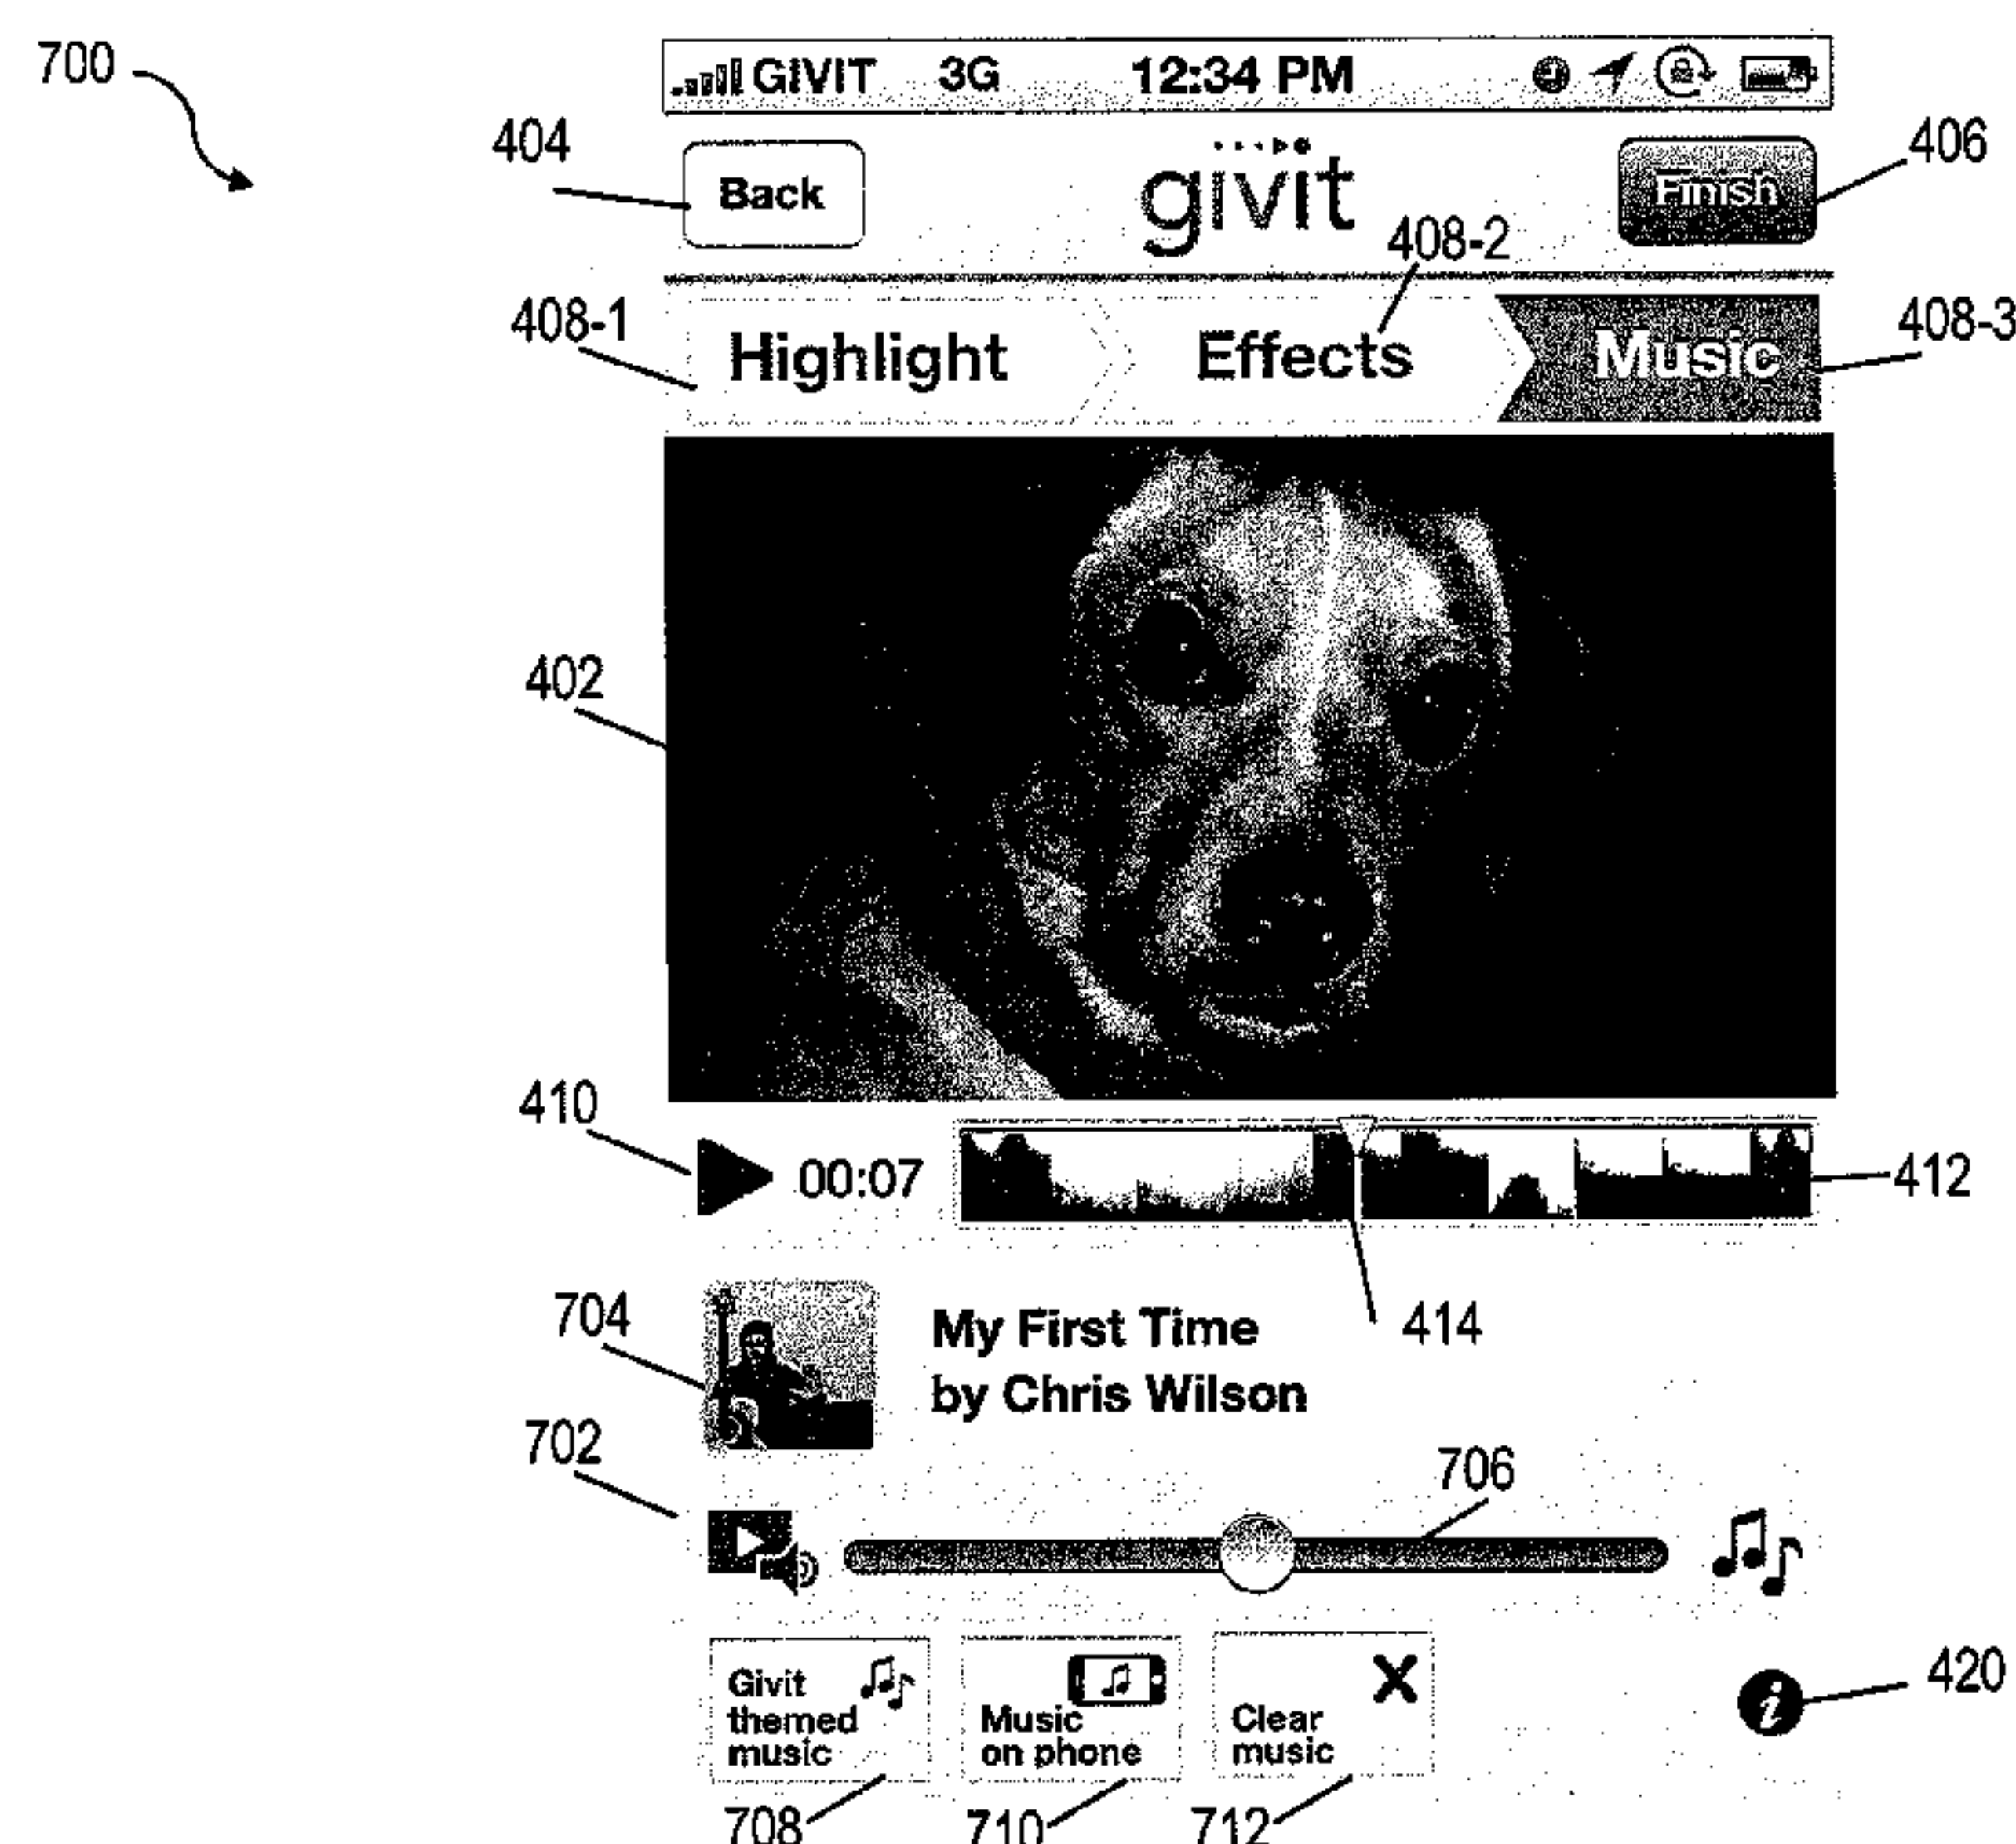 700
GIVIT 3G 12:34 PM
404
Back
givit
Finish
406
408-2
408-1
Highlight
Effects
Music
408-3
402
410
00:07
412
414
704
My First Time
by Chris Wilson
702
706
Givit
themed
music
Music
on phone
Clear
music
i
420
708
710
712